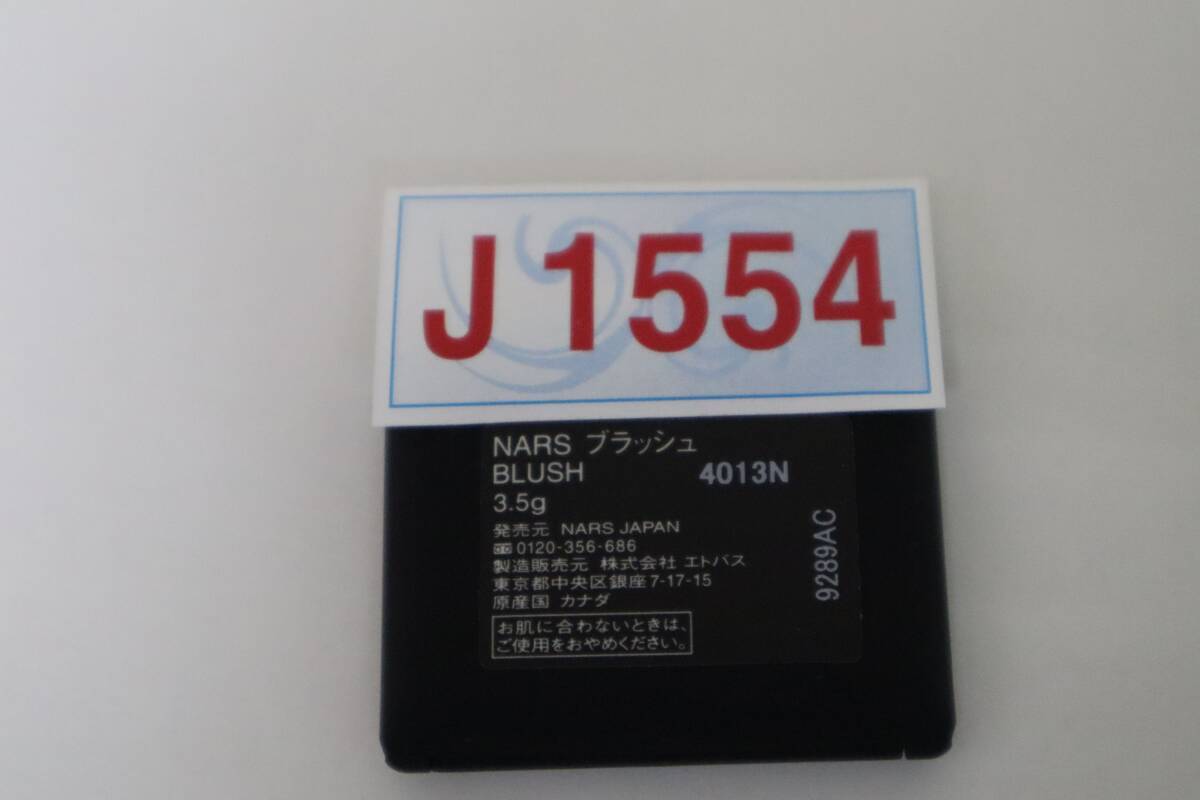 J1554
NARS ブラッシュ
BLUSH 4013N
3.5g
発売元 NARS JAPAN
0120-356-686
製造販売元 株式会社 エトバス
東京都中央区銀座7-17-15
原産国 カナダ
お肌に合わないときは、
ご使用をおやめください。
9289AC